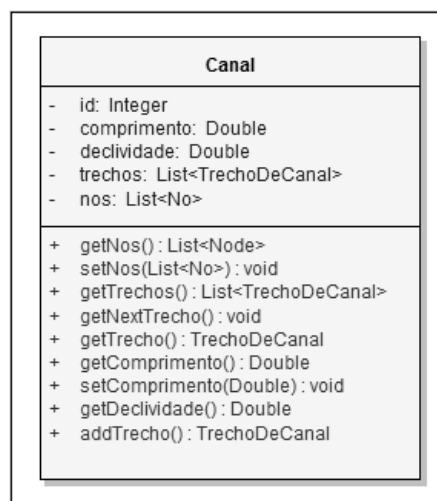 Canal
- id: Integer
- comprimento: Double
- declividade: Double
- trechos: List<TrechoDeCanal>
- nos: List<No>
+ getNos() : List<Node>
+ setNos(List<No>) : void
+ getTrechos() : List<TrechoDeCanal>
+ getNextTrecho() : void
+ getTrecho() : TrechoDeCanal
+ getComprimento() : Double
+ setComprimento(Double) : void
+ getDeclividade() : Double
+ addTrecho() : TrechoDeCanal